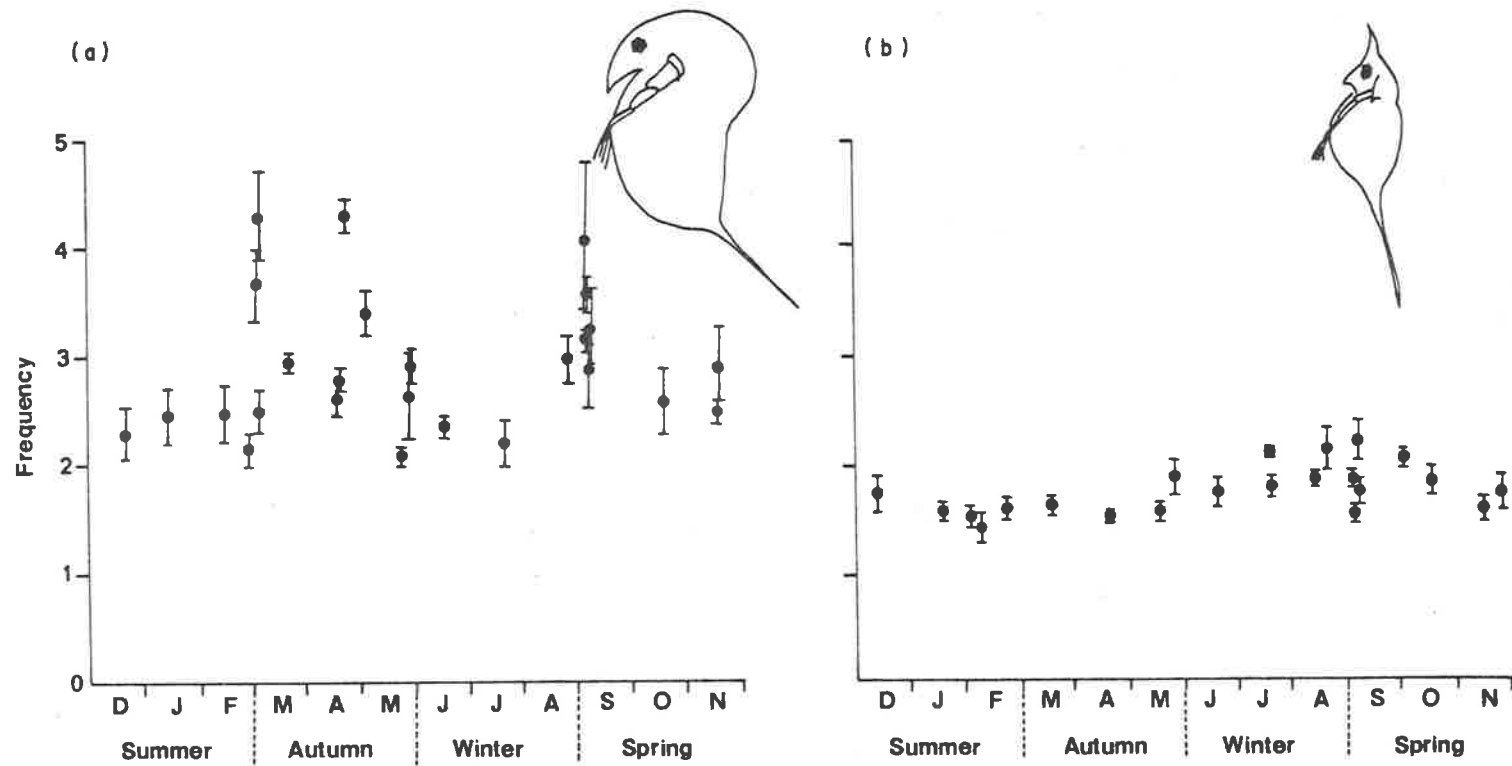 (a)
5
4
3
2
1
0
Frequency
D J F M A M J J A S O N
Summer Autumn Winter Spring
(b)
D J F M A M J J A S O N
Summer Autumn Winter Spring